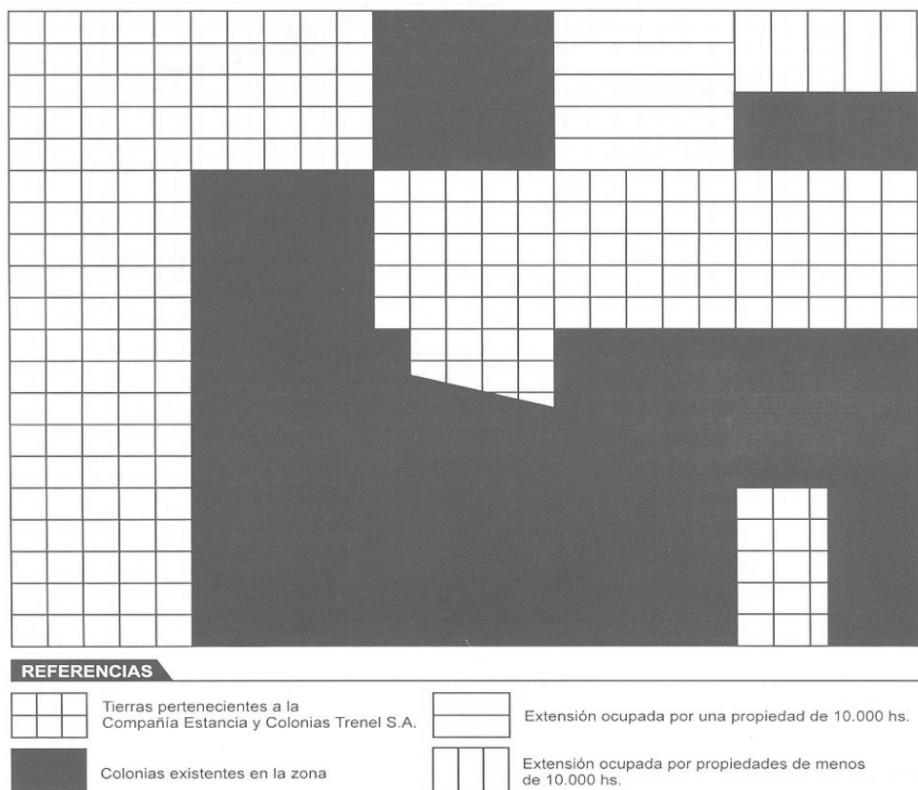 REFERENCIAS
Tierras pertenecientes a la
Compañía Estancia y Colonias Trenel S.A.
Colonias existentes en la zona
Extensión ocupada por una propiedad de 10.000 hs.
Extensión ocupada por propiedades de menos
de 10.000 hs.